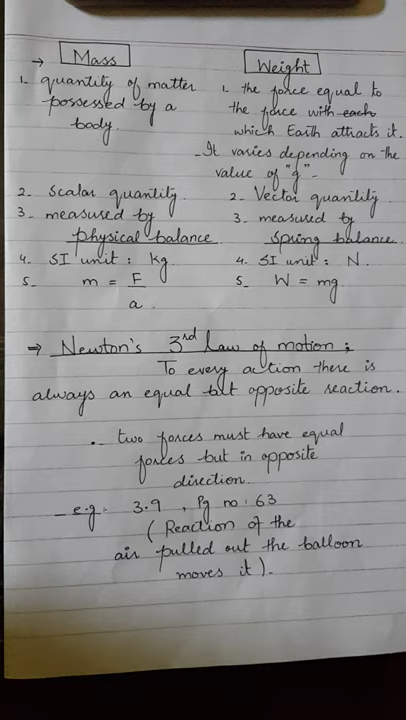 → Mass
1. quantity of matter
possessed by a
body.
2. Scalar quantity.
3. measured by
physical balance
4. SI unit : kg
5. m = F
a.
Weight
1. the force equal to
the force with each
which Earth attracts it.
- It varies depending on the
value of "g".
2. Vector quantity.
3. measured by
Spring balance.
4. SI unit : N.
5. W = mg
⇒ Newton's 3rd Law of motion ;
To every action there is
always an equal but opposite reaction.
two forces must have equal
forces but in opposite
direction.
- e.g: 3.9 , Pg no: 63
( Reaction of the
air pulled out the balloon
moves it ).